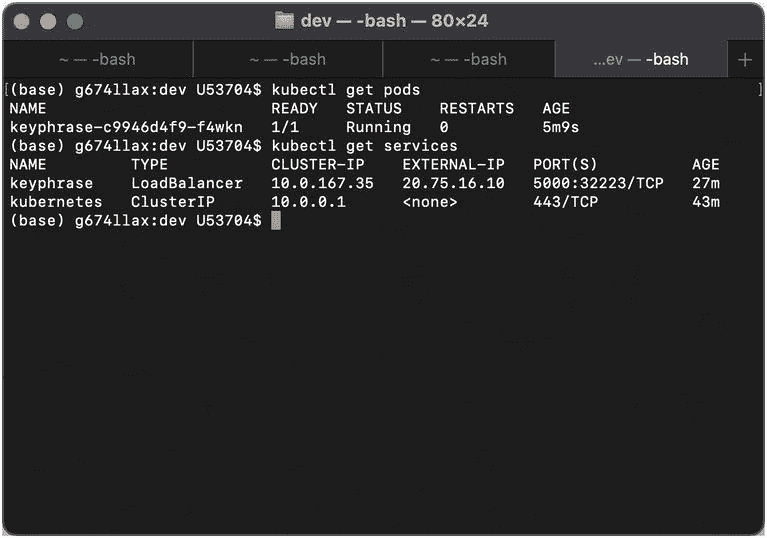 dev — -bash — 80×24
~ — -bash ~ — -bash ~ — -bash ...ev — -bash +
[(base) g674llax:dev U53704$ kubectl get pods ]
NAME READY STATUS RESTARTS AGE
keyphrase-c9946d4f9-f4wkn 1/1 Running 0 5m9s
(base) g674llax:dev U53704$ kubectl get services
NAME TYPE CLUSTER-IP EXTERNAL-IP PORT(S) AGE
keyphrase LoadBalancer 10.0.167.35 20.75.16.10 5000:32223/TCP 27m
kubernetes ClusterIP 10.0.0.1 <none> 443/TCP 43m
(base) g674llax:dev U53704$